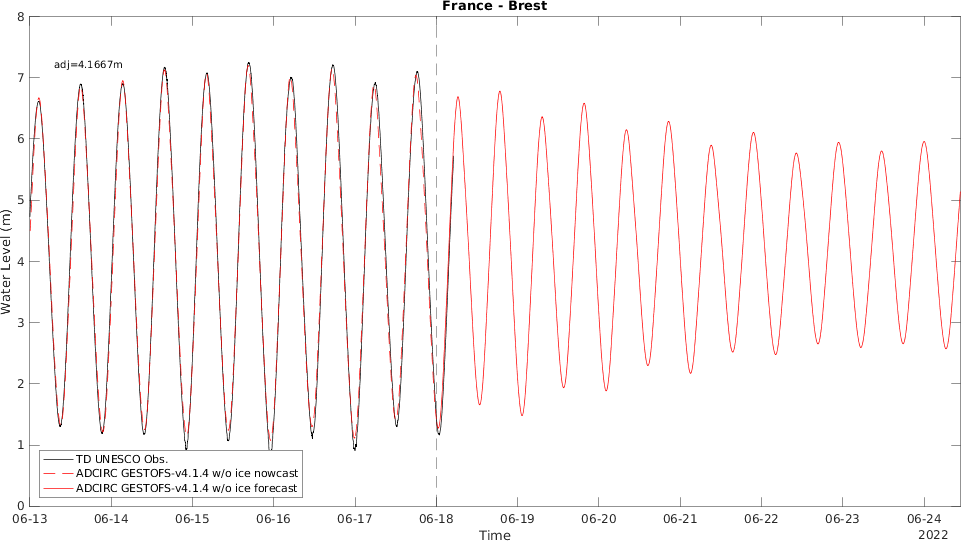 France - Brest
adj=4.1667m
Water Level (m)
8
7
6
5
4
3
2
1
0
TD UNESCO Obs.
ADCIRC GESTOFS-v4.1.4 w/o ice nowcast
ADCIRC GESTOFS-v4.1.4 w/o ice forecast
06-13 06-14 06-15 06-16 06-17 06-18 06-19 06-20 06-21 06-22 06-23 06-24
Time
2022